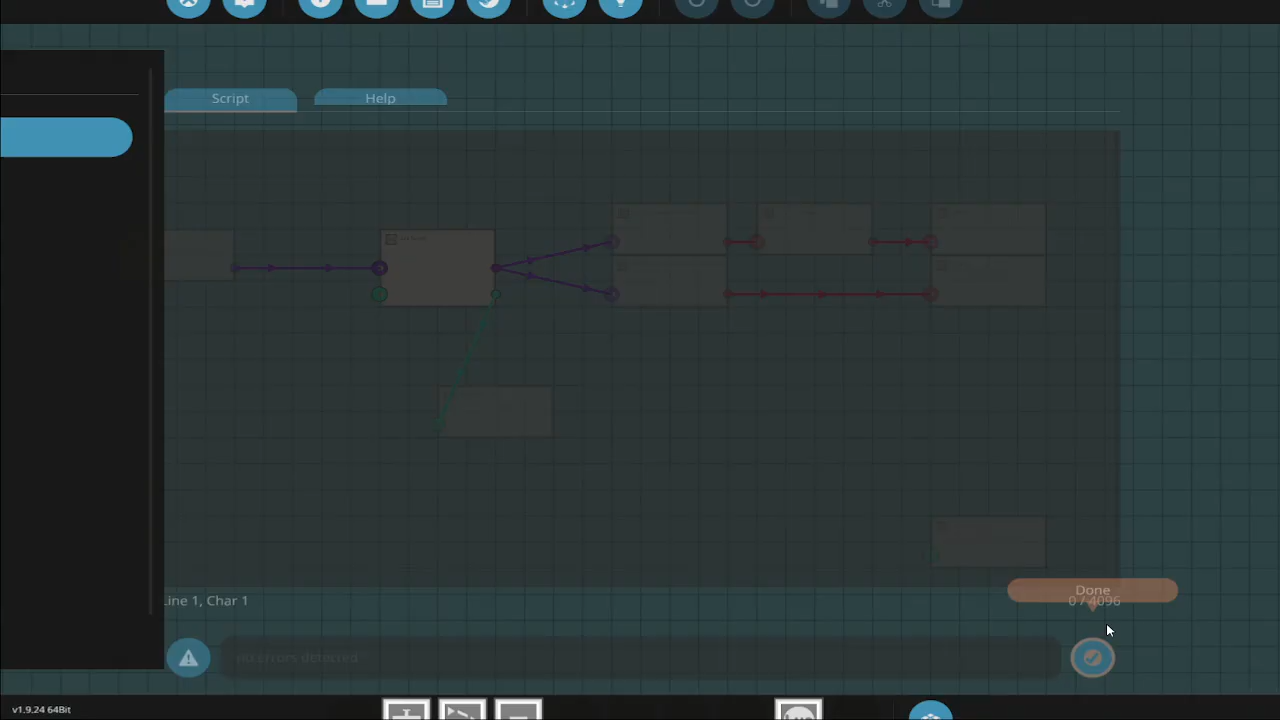 Script
Help
Line 1, Char 1
Done
0 / 4096
no errors detected
v1.9.24 64Bit